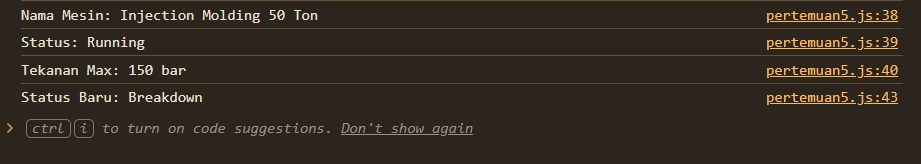 Nama Mesin: Injection Molding 50 Ton pertemuan5.js:38
Status: Running pertemuan5.js:39
Tekanan Max: 150 bar pertemuan5.js:40
Status Baru: Breakdown pertemuan5.js:43
> ctrl i to turn on code suggestions. Don't show again